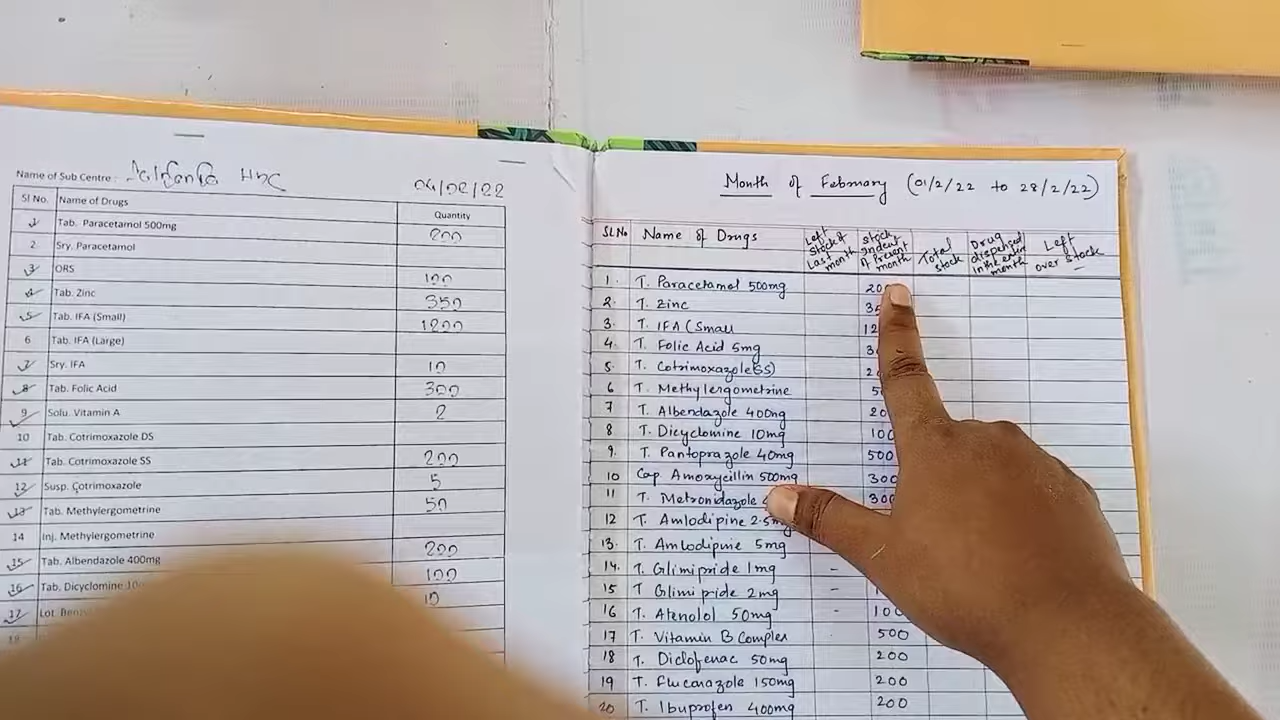 Name of Sub Centre : HWC 04/02/22
Sl No. Name of Drugs Quantity
1 Tab. Paracetamol 500mg 200
2 Sry. Paracetamol
3 ORS 100
4 Tab. Zinc 350
5 Tab. IFA (Small) 1200
6 Tab. IFA (Large)
7 Sry. IFA 10
8 Tab. Folic Acid 300
9 Solu. Vitamin A 2
10 Tab. Cotrimoxazole DS
11 Tab. Cotrimoxazole SS 200
12 Susp. Cotrimoxazole 5
13 Tab. Methylergometrine 50
14 Inj. Methylergometrine
15 Tab. Albendazole 400mg 200
16 Tab. Dicyclomine 100
17 Lot. 10
Month of February (01/2/22 to 28/2/22)
SL No Name of Drugs Left Stock of Last month Stock Indent of Present month Total Stock Drug dispensed in the month Left over Stock
1. T. Paracetamol 500mg
2. T. Zinc
3. T. IFA (Small
4. T. Folic Acid 5mg
5. T. Cotrimoxazole (SS)
6 T. Methylergometrine
7 T. Albendazole 400mg
8 T. Dicyclomine 10mg 100
9. T. Pantoprazole 40mg 500
10 Cap. Amoxycillin 500mg 300
11 T. Metronidazole 300
12 T. Amlodipine 2.5mg
13. T. Amlodipine 5mg
14. T. Glimipride 1mg -
15 T Glimipride 2mg -
16 T. Atenolol 50mg - 100
17 T. Vitamin B Complex 500
18 T. Diclofenac 50mg 200
19 T. Fluconazole 150mg 200
20 T. Ibuprofen 400mg 200